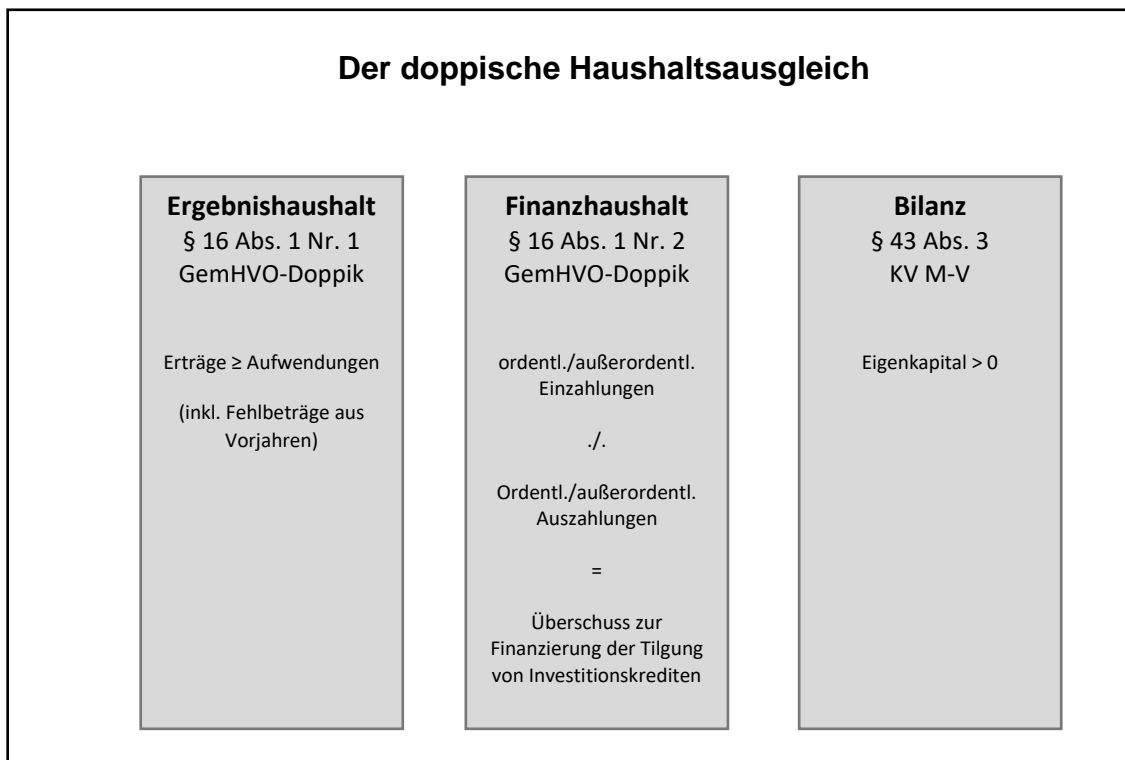 Der doppische Haushaltsausgleich
Ergebnishaushalt
§ 16 Abs. 1 Nr. 1
GemHVO-Doppik
Erträge ≥ Aufwendungen
(inkl. Fehlbeträge aus
Vorjahren)
Finanzhaushalt
§ 16 Abs. 1 Nr. 2
GemHVO-Doppik
ordentl./außerordentl.
Einzahlungen
./.
Ordentl./außerordentl.
Auszahlungen
=
Überschuss zur
Finanzierung der Tilgung
von Investitionskrediten
Bilanz
§ 43 Abs. 3
KV M-V
Eigenkapital > 0